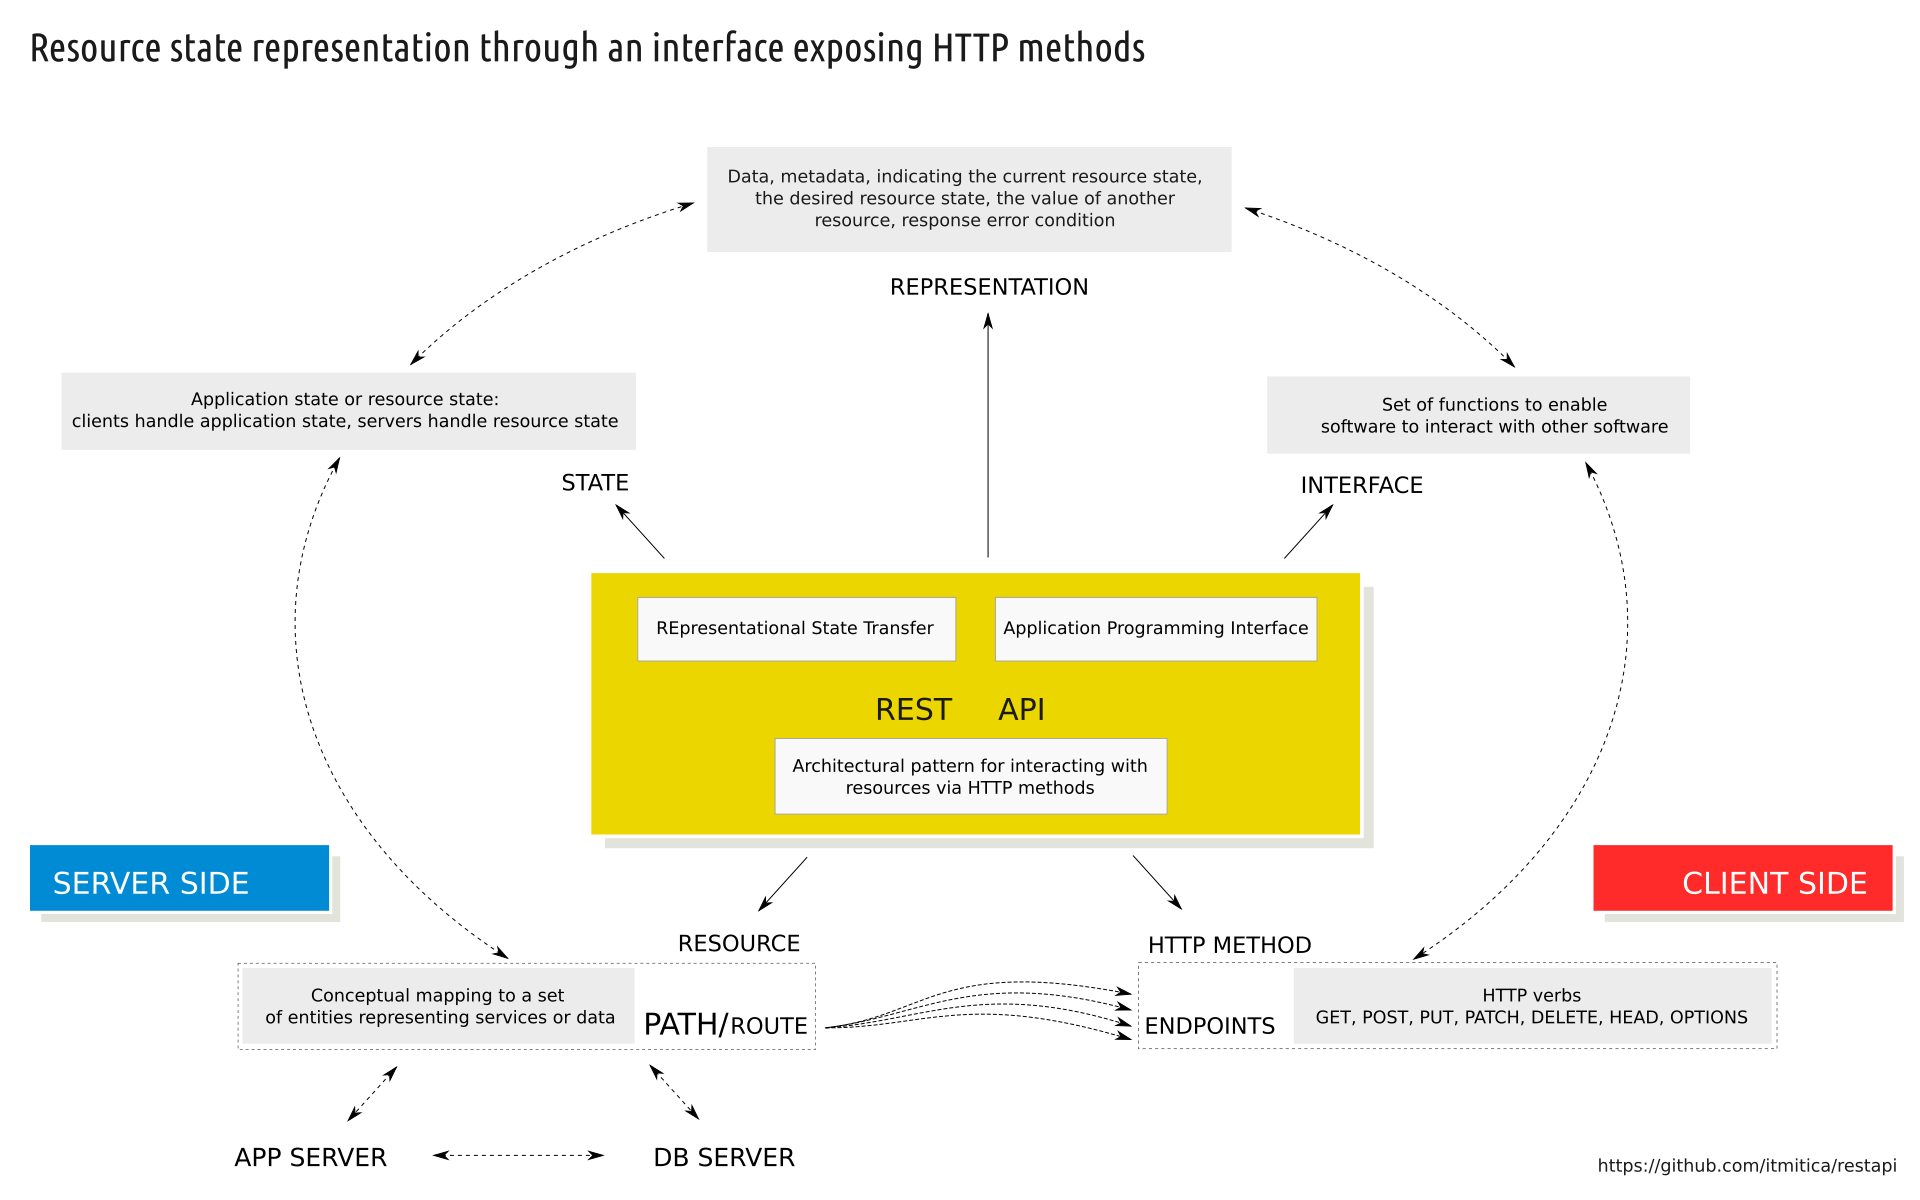 Resource state representation through an interface exposing HTTP methods
Data, metadata, indicating the current resource state,
the desired resource state, the value of another
resource, response error condition
REPRESENTATION
Application state or resource state:
clients handle application state, servers handle resource state
STATE
Set of functions to enable
software to interact with other software
INTERFACE
REpresentational State Transfer
Application Programming Interface
REST API
Architectural pattern for interacting with
resources via HTTP methods
SERVER SIDE
CLIENT SIDE
RESOURCE
Conceptual mapping to a set
of entities representing services or data
PATH/ROUTE
HTTP METHOD
ENDPOINTS
HTTP verbs
GET, POST, PUT, PATCH, DELETE, HEAD, OPTIONS
APP SERVER
DB SERVER
https://github.com/itmitica/restapi